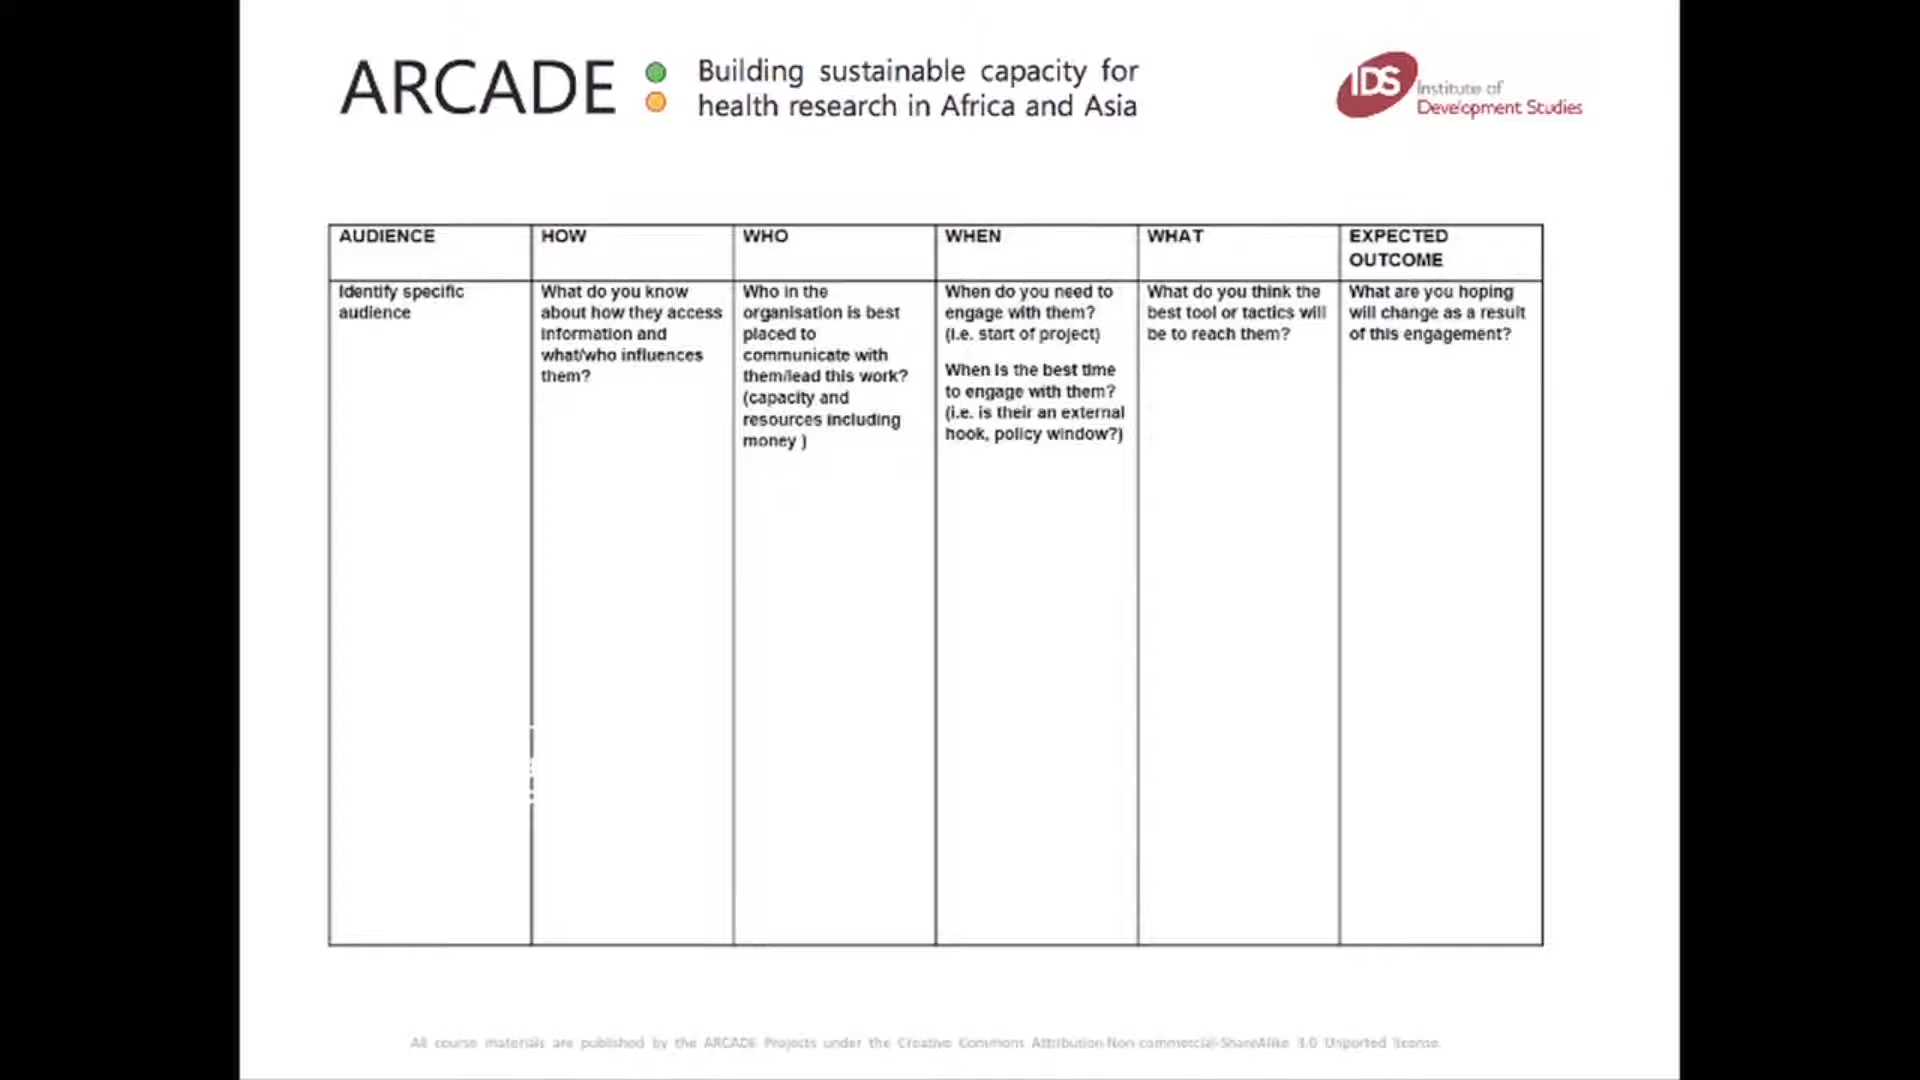 ARCADE
Building sustainable capacity for
health research in Africa and Asia
IDS
Institute of
Development Studies
AUDIENCE
HOW
WHO
WHEN
WHAT
EXPECTED
OUTCOME
Identify specific
audience
What do you know
about how they access
information and
what/who influences
them?
Who in the
organisation is best
placed to
communicate with
them/lead this work?
(capacity and
resources including
money )
When do you need to
engage with them?
(i.e. start of project)
When is the best time
to engage with them?
(i.e. is their an external
hook, policy window?)
What do you think the
best tool or tactics will
be to reach them?
What are you hoping
will change as a result
of this engagement?
All course materials are published by the ARCADE Projects under the Creative Commons Attribution-Non-commercial-ShareAlike 3.0 Unported license.